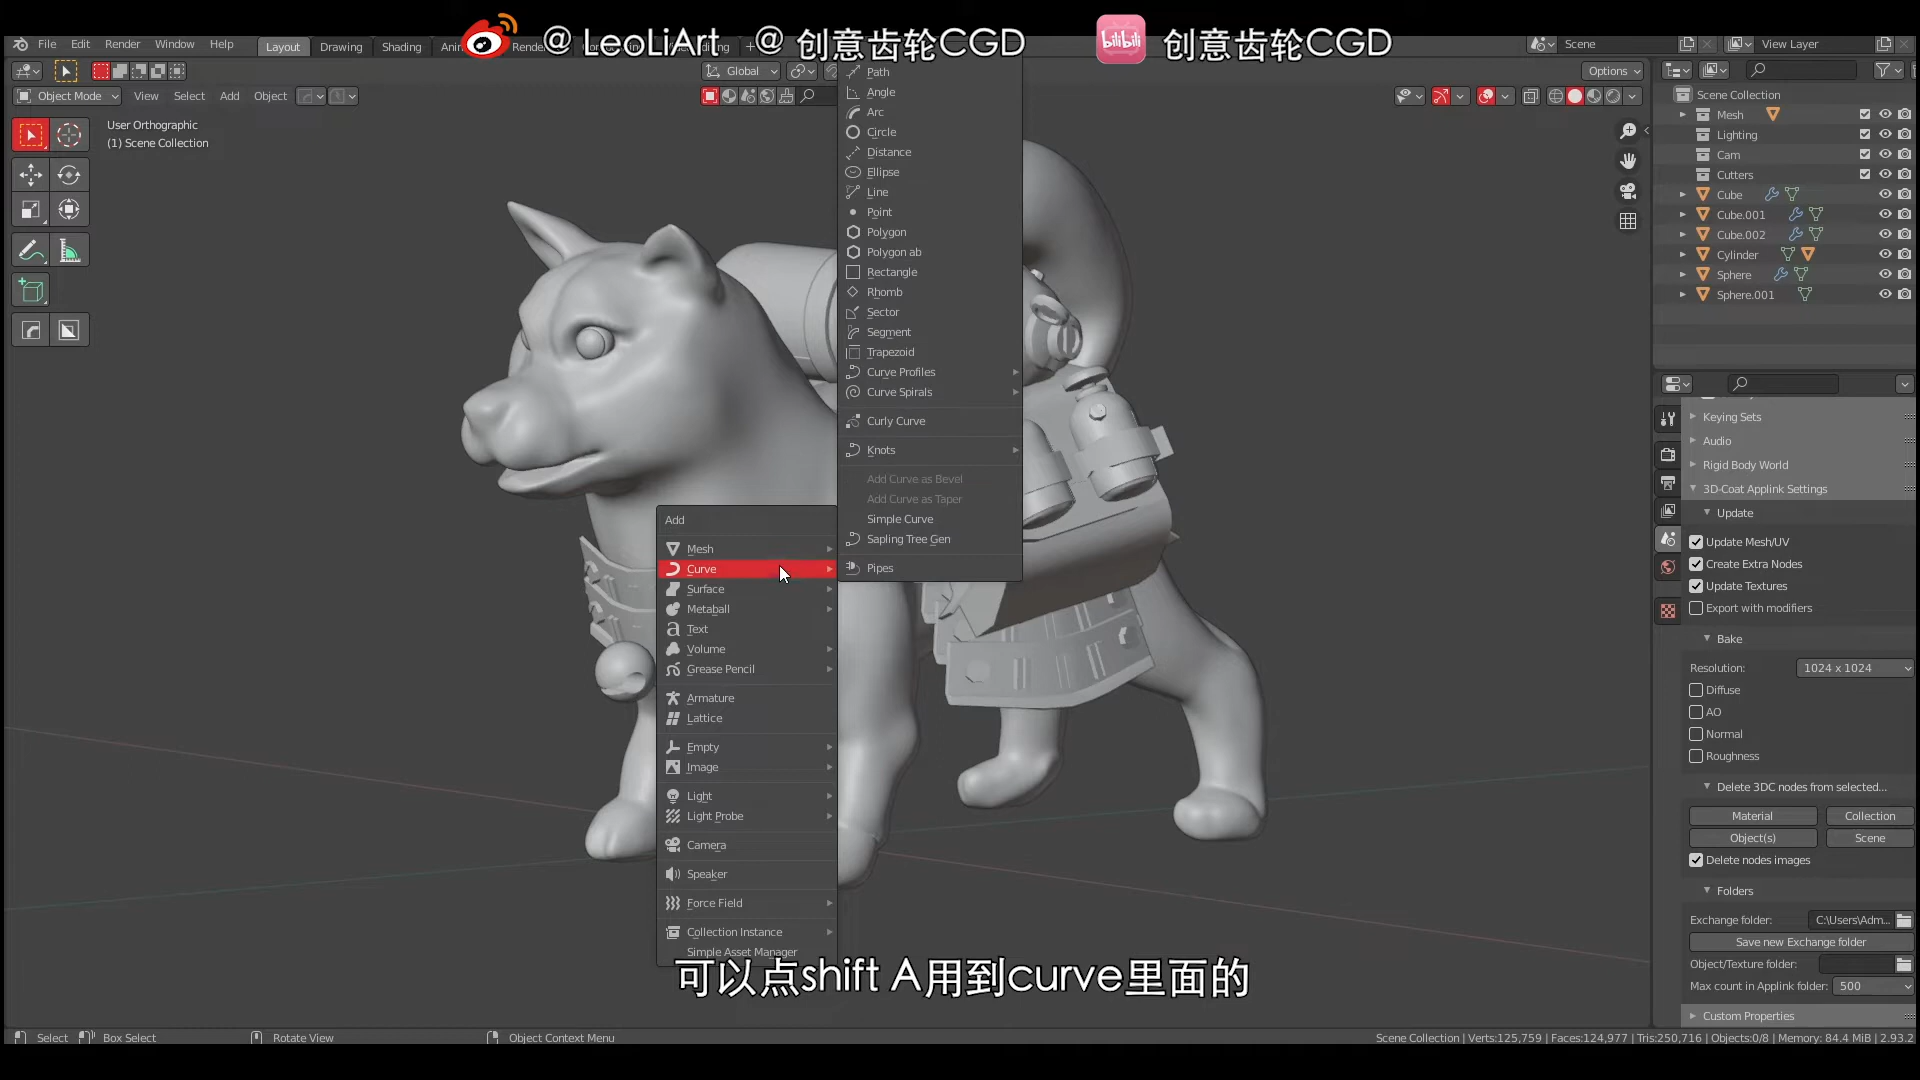 @ LeoLiArt @ 创意齿轮CGD
bilibili 创意齿轮CGD
File Edit Render Window Help Layout Drawing Shading
Scene View Layer
Global
Options
Object Mode View Select Add Object
User Orthographic
(1) Scene Collection
Path
Angle
Arc
Circle
Distance
Ellipse
Line
Point
Polygon
Polygon ab
Rectangle
Rhomb
Sector
Segment
Trapezoid
Curve Profiles
Curve Spirals
Curly Curve
Knots
Add Curve as Bevel
Add Curve as Taper
Simple Curve
Sapling Tree Gen
Pipes
Add
Mesh
Curve
Surface
Metaball
Text
Volume
Grease Pencil
Armature
Lattice
Empty
Image
Light
Light Probe
Camera
Speaker
Force Field
Collection Instance
Simple Asset Manager
Scene Collection
Mesh
Lighting
Cam
Cutters
Cube
Cube.001
Cube.002
Cylinder
Sphere
Sphere.001
Keying Sets
Audio
Rigid Body World
3D-Coat Applink Settings
Update
Update Mesh/UV
Create Extra Nodes
Update Textures
Export with modifiers
Bake
Resolution: 1024 x 1024
Diffuse
AO
Normal
Roughness
Delete 3DC nodes from selected...
Material Collection
Object(s) Scene
Delete nodes images
Folders
Exchange folder: C:\Users\Adm...
Save new Exchange folder
Object/Texture folder:
Max count in Applink folder: 500
Custom Properties
可以点shift A用到curve里面的
Select Box Select Rotate View Object Context Menu
Scene Collection | Verts:125,759 | Faces:124,977 | Tris:250,716 | Objects:0/8 | Memory: 84.4 MiB | 2.93.2